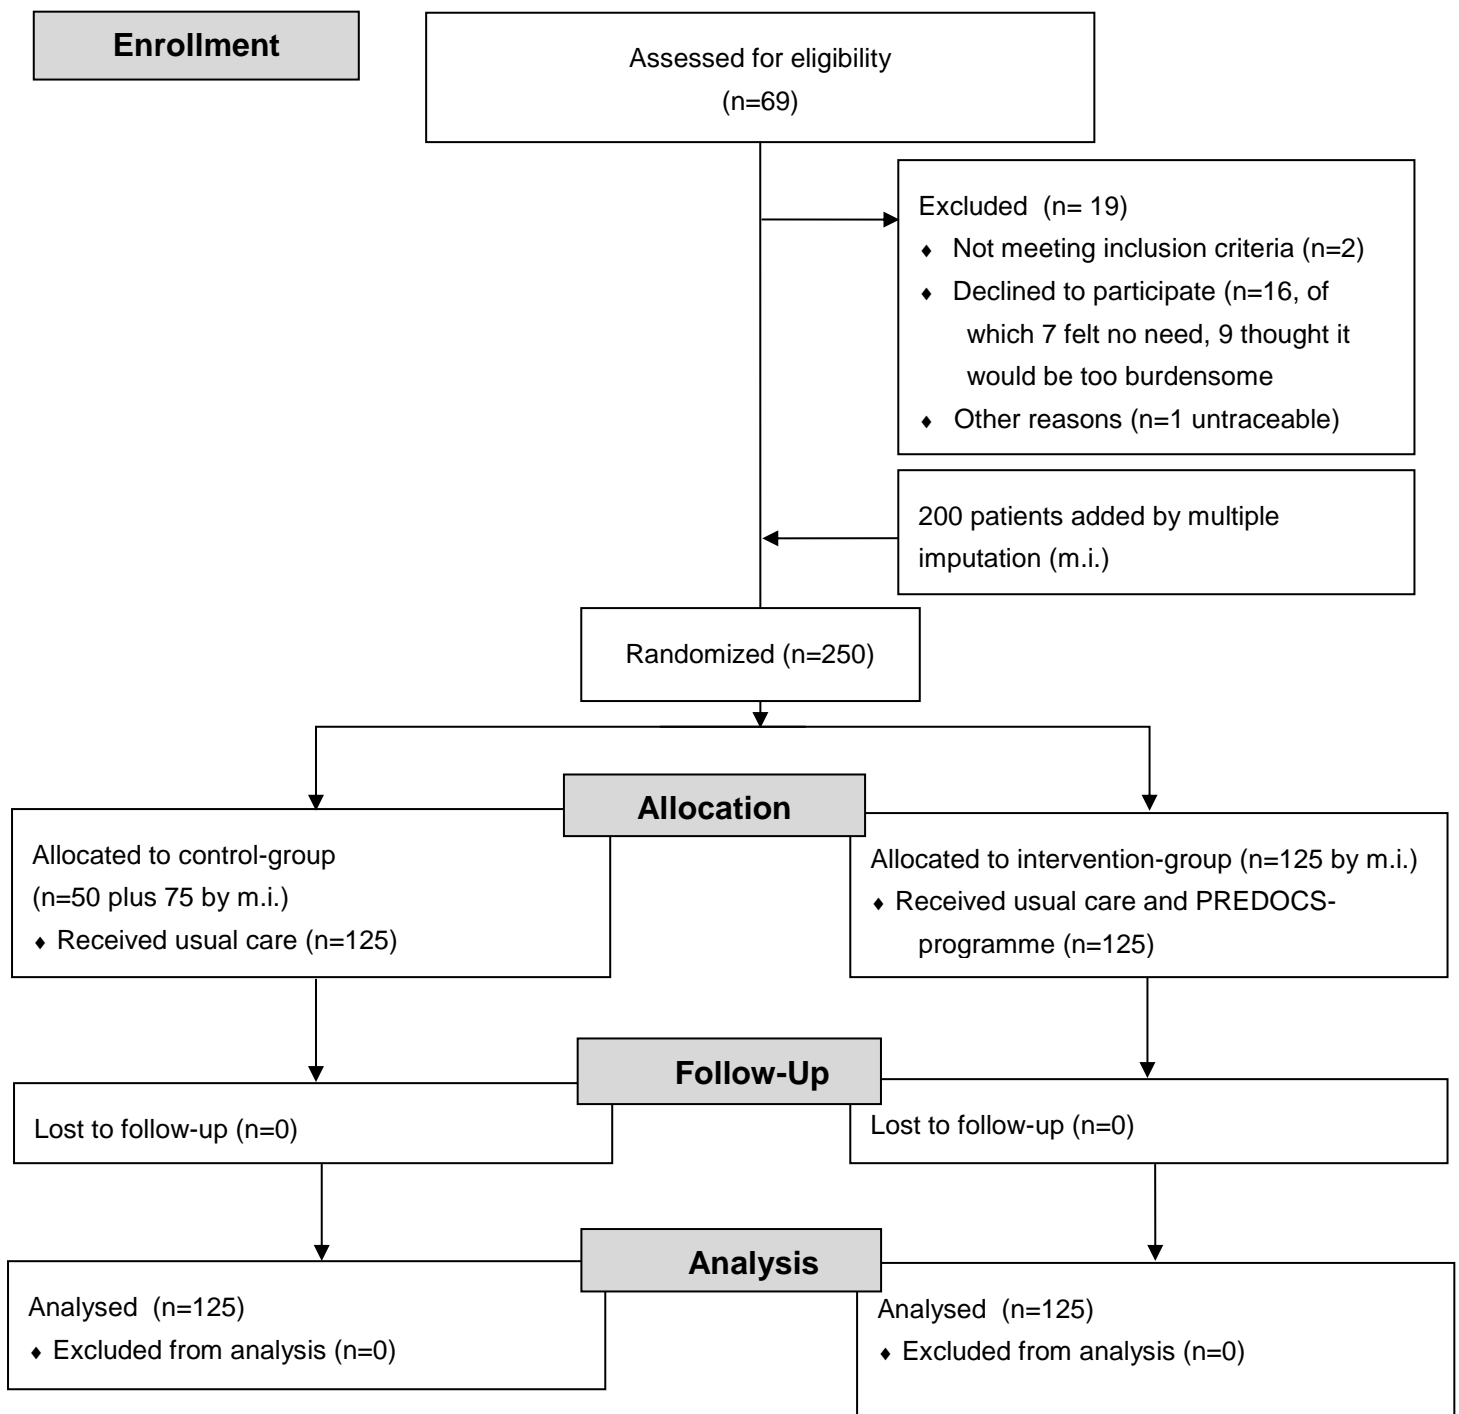 Enrollment
Assessed for eligibility
(n=69)
Excluded (n= 19)
♦ Not meeting inclusion criteria (n=2)
♦ Declined to participate (n=16, of
which 7 felt no need, 9 thought it
would be too burdensome
♦ Other reasons (n=1 untraceable)
200 patients added by multiple
imputation (m.i.)
Randomized (n=250)
Allocation
Allocated to control-group
(n=50 plus 75 by m.i.)
♦ Received usual care (n=125)
Allocated to intervention-group (n=125 by m.i.)
♦ Received usual care and PREDOCS-
programme (n=125)
Follow-Up
Lost to follow-up (n=0)
Lost to follow-up (n=0)
Analysis
Analysed (n=125)
♦ Excluded from analysis (n=0)
Analysed (n=125)
♦ Excluded from analysis (n=0)